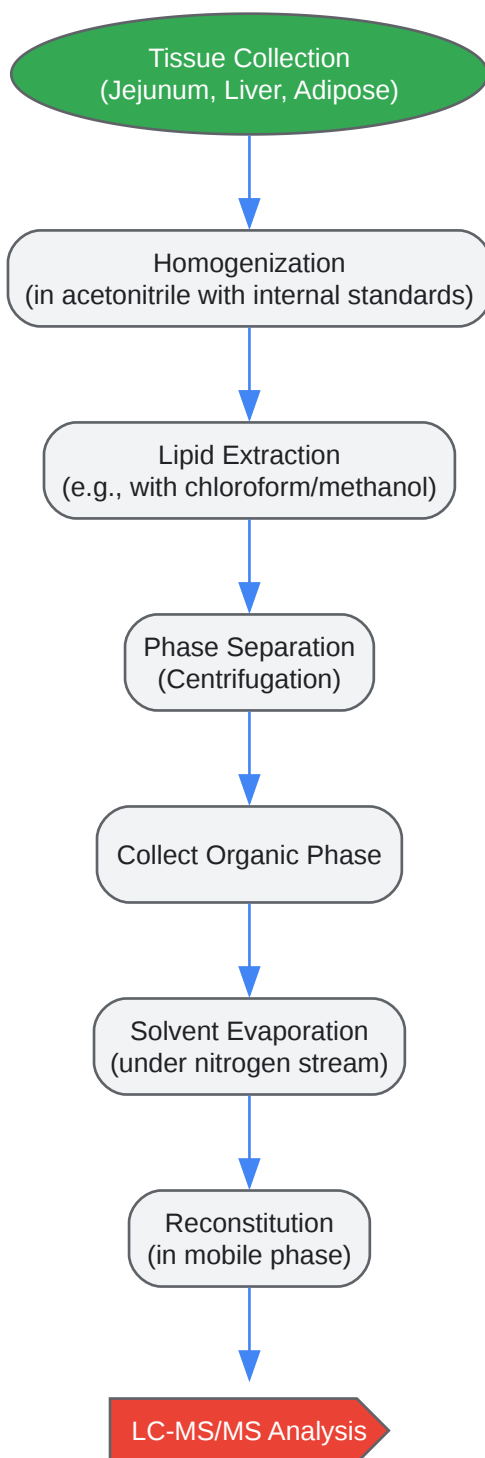 Tissue Collection
(Jejunum, Liver, Adipose)
Homogenization
(in acetonitrile with internal standards)
Lipid Extraction
(e.g., with chloroform/methanol)
Phase Separation
(Centrifugation)
Collect Organic Phase
Solvent Evaporation
(under nitrogen stream)
Reconstitution
(in mobile phase)
LC-MS/MS Analysis